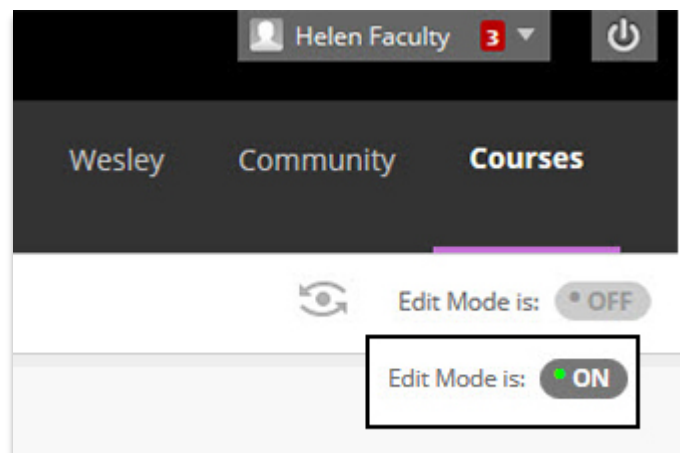 Helen Faculty 3
Wesley Community Courses
Edit Mode is: OFF
Edit Mode is: ON